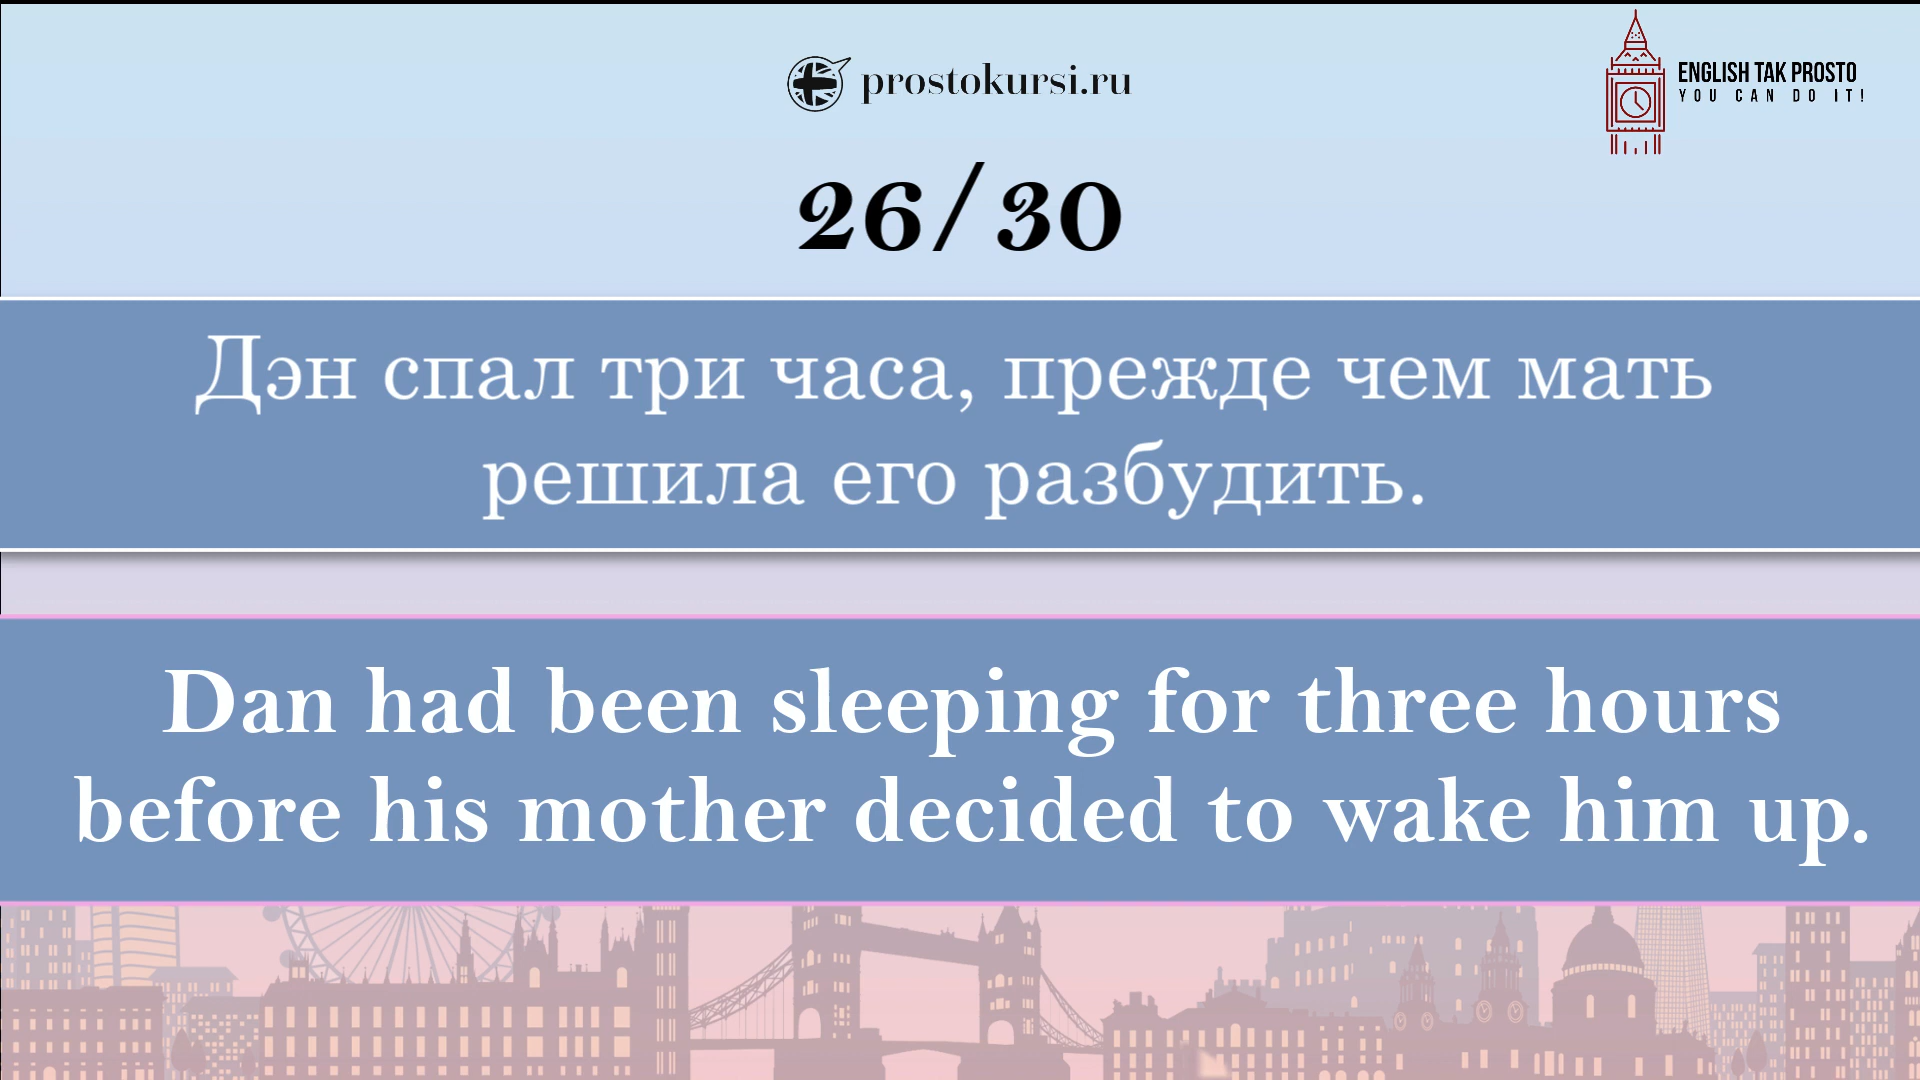 prostokursi.ru
ENGLISH TAK PROSTO
YOU CAN DO IT!
26/30
Дэн спал три часа, прежде чем мать
решила его разбудить.
Dan had been sleeping for three hours
before his mother decided to wake him up.